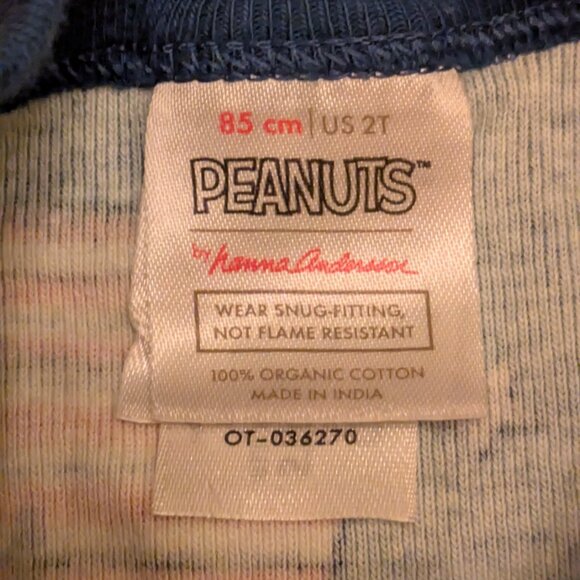 85 cm | US 2T
PEANUTS™
by hanna andersson
WEAR SNUG-FITTING,
NOT FLAME RESISTANT
100% ORGANIC COTTON
MADE IN INDIA
OT-036270